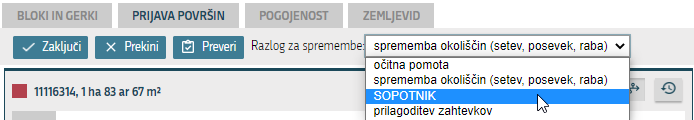 BLOKI IN GERKI PRIJAVA POVRŠIN POGOJENOST ZEMLJEVID
Zaključi Prekini Preveri Razlog za spremembe: sprememba okoliščin (setev, posevek, raba)
očitna pomota
sprememba okoliščin (setev, posevek, raba)
11116314, 1 ha 83 ar 67 m² SOPOTNIK
prilagoditev zahtevkov